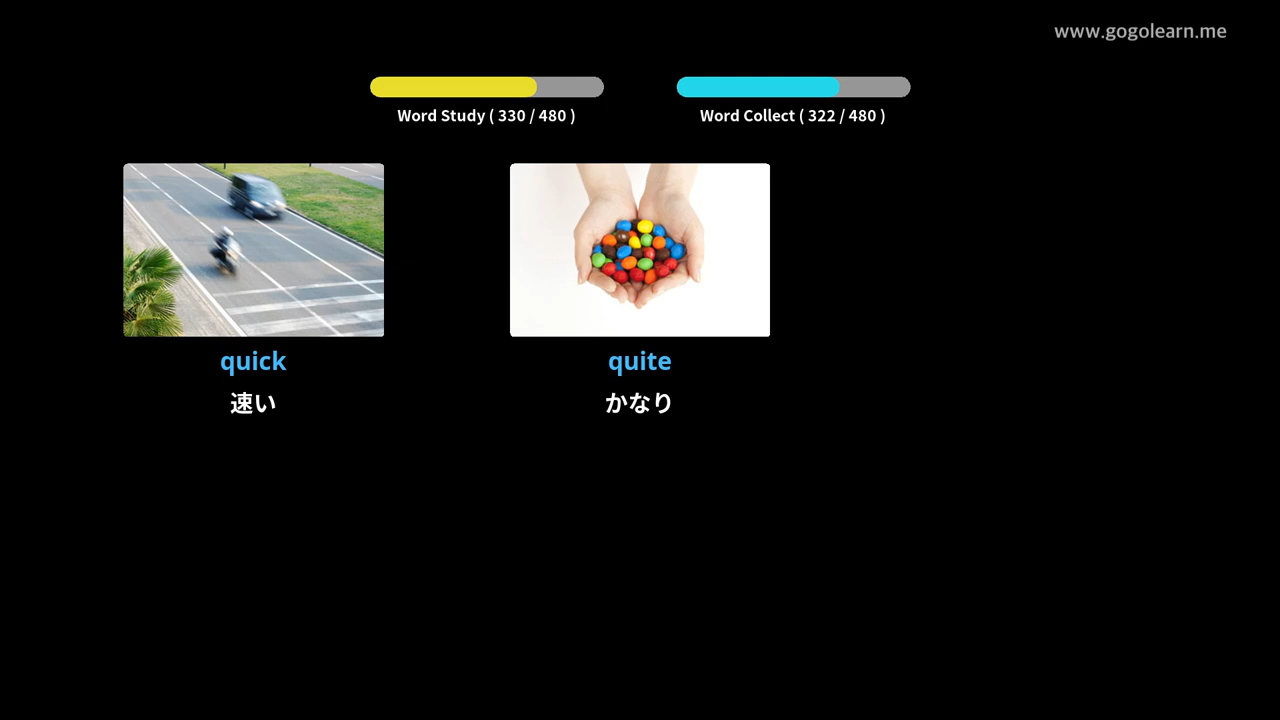 www.gogolearn.me
Word Study ( 330 / 480 )
Word Collect ( 322 / 480 )
quick
速い
quite
かなり